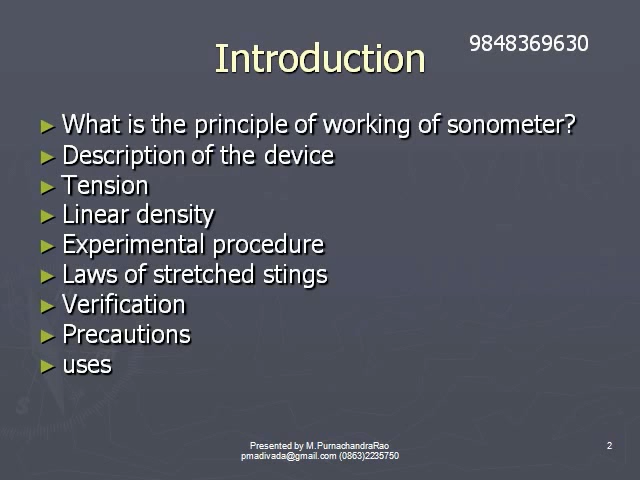 Introduction
9848369630
► What is the principle of working of sonometer?
► Description of the device
► Tension
► Linear density
► Experimental procedure
► Laws of stretched stings
► Verification
► Precautions
► uses
Presented by M.PurnachandraRao
pmadivada@gmail.com (0863)2235750
2